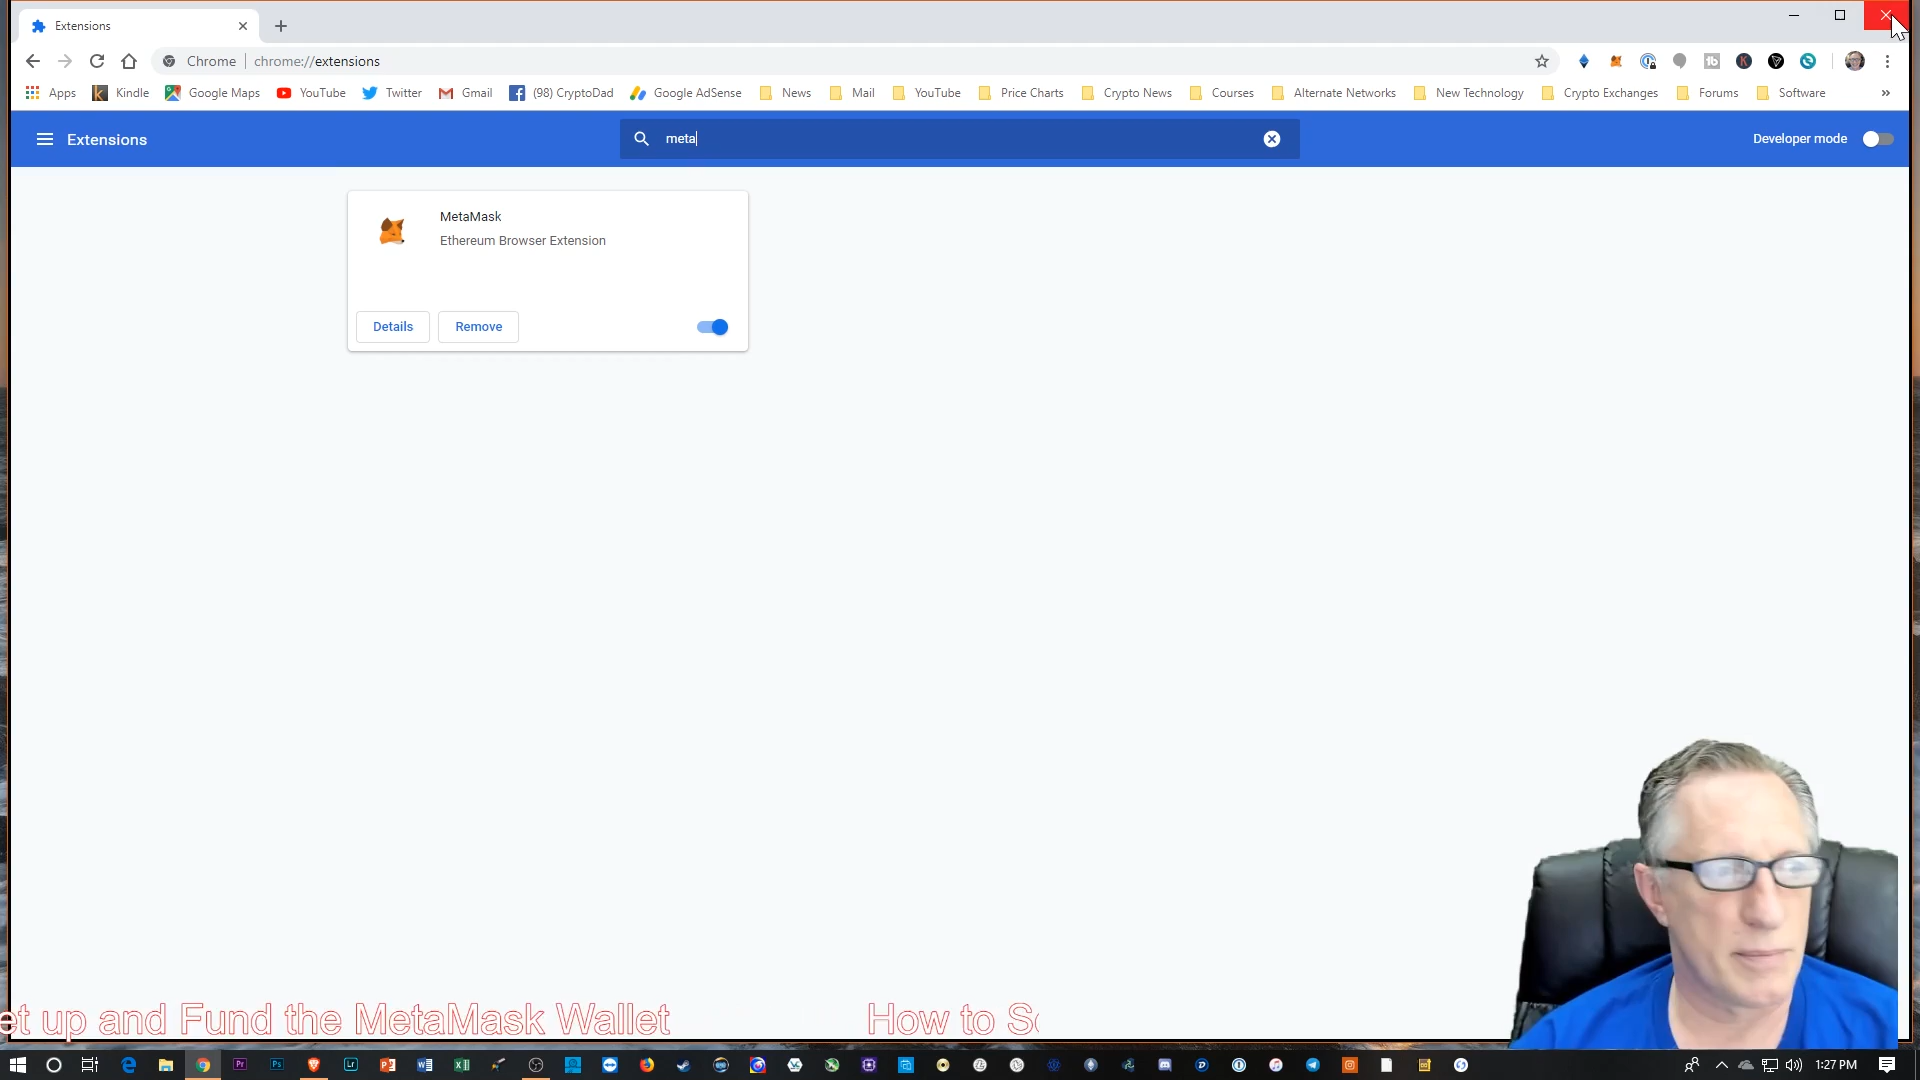 Extensions
Chrome chrome://extensions
Apps Kindle Google Maps YouTube Twitter Gmail (98) CryptoDad Google AdSense News Mail YouTube Price Charts Crypto News Courses Alternate Networks New Technology Crypto Exchanges Forums Software »
Extensions meta Developer mode
MetaMask
Ethereum Browser Extension
Details Remove
et up and Fund the MetaMask Wallet How to Se
1:27 PM